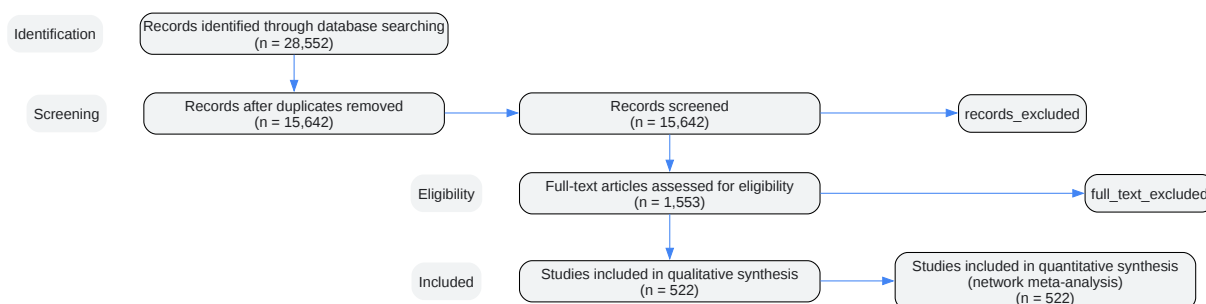 Identification
Records identified through database searching
(n = 28,552)
Screening
Records after duplicates removed
(n = 15,642)
Records screened
(n = 15,642)
records_excluded
Eligibility
Full-text articles assessed for eligibility
(n = 1,553)
full_text_excluded
Included
Studies included in qualitative synthesis
(n = 522)
Studies included in quantitative synthesis
(network meta-analysis)
(n = 522)